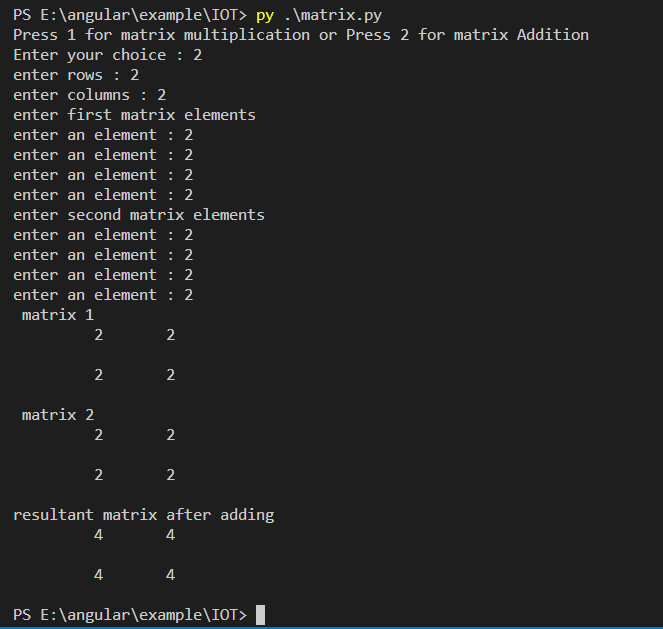 PS E:\angular\example\IOT> py .\matrix.py
Press 1 for matrix multiplication or Press 2 for matrix Addition
Enter your choice : 2
enter rows : 2
enter columns : 2
enter first matrix elements
enter an element : 2
enter an element : 2
enter an element : 2
enter an element : 2
enter second matrix elements
enter an element : 2
enter an element : 2
enter an element : 2
enter an element : 2
matrix 1
2 2
2 2
matrix 2
2 2
2 2
resultant matrix after adding
4 4
4 4
PS E:\angular\example\IOT>